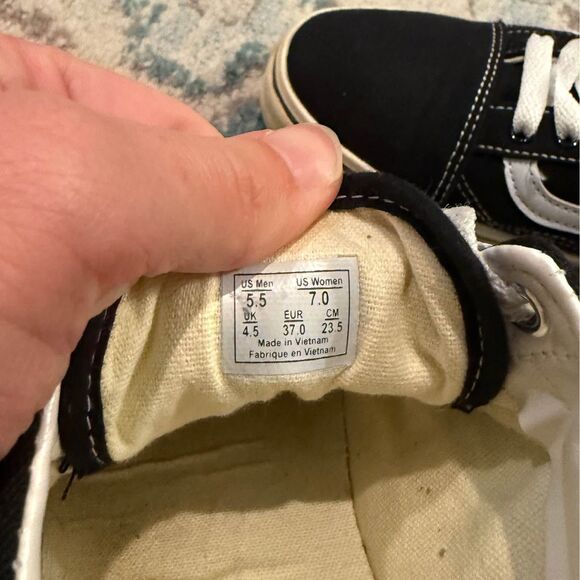 US Men US Women
5.5 7.0
UK EUR CM
4.5 37.0 23.5
Made in Vietnam
Fabrique en Vietnam